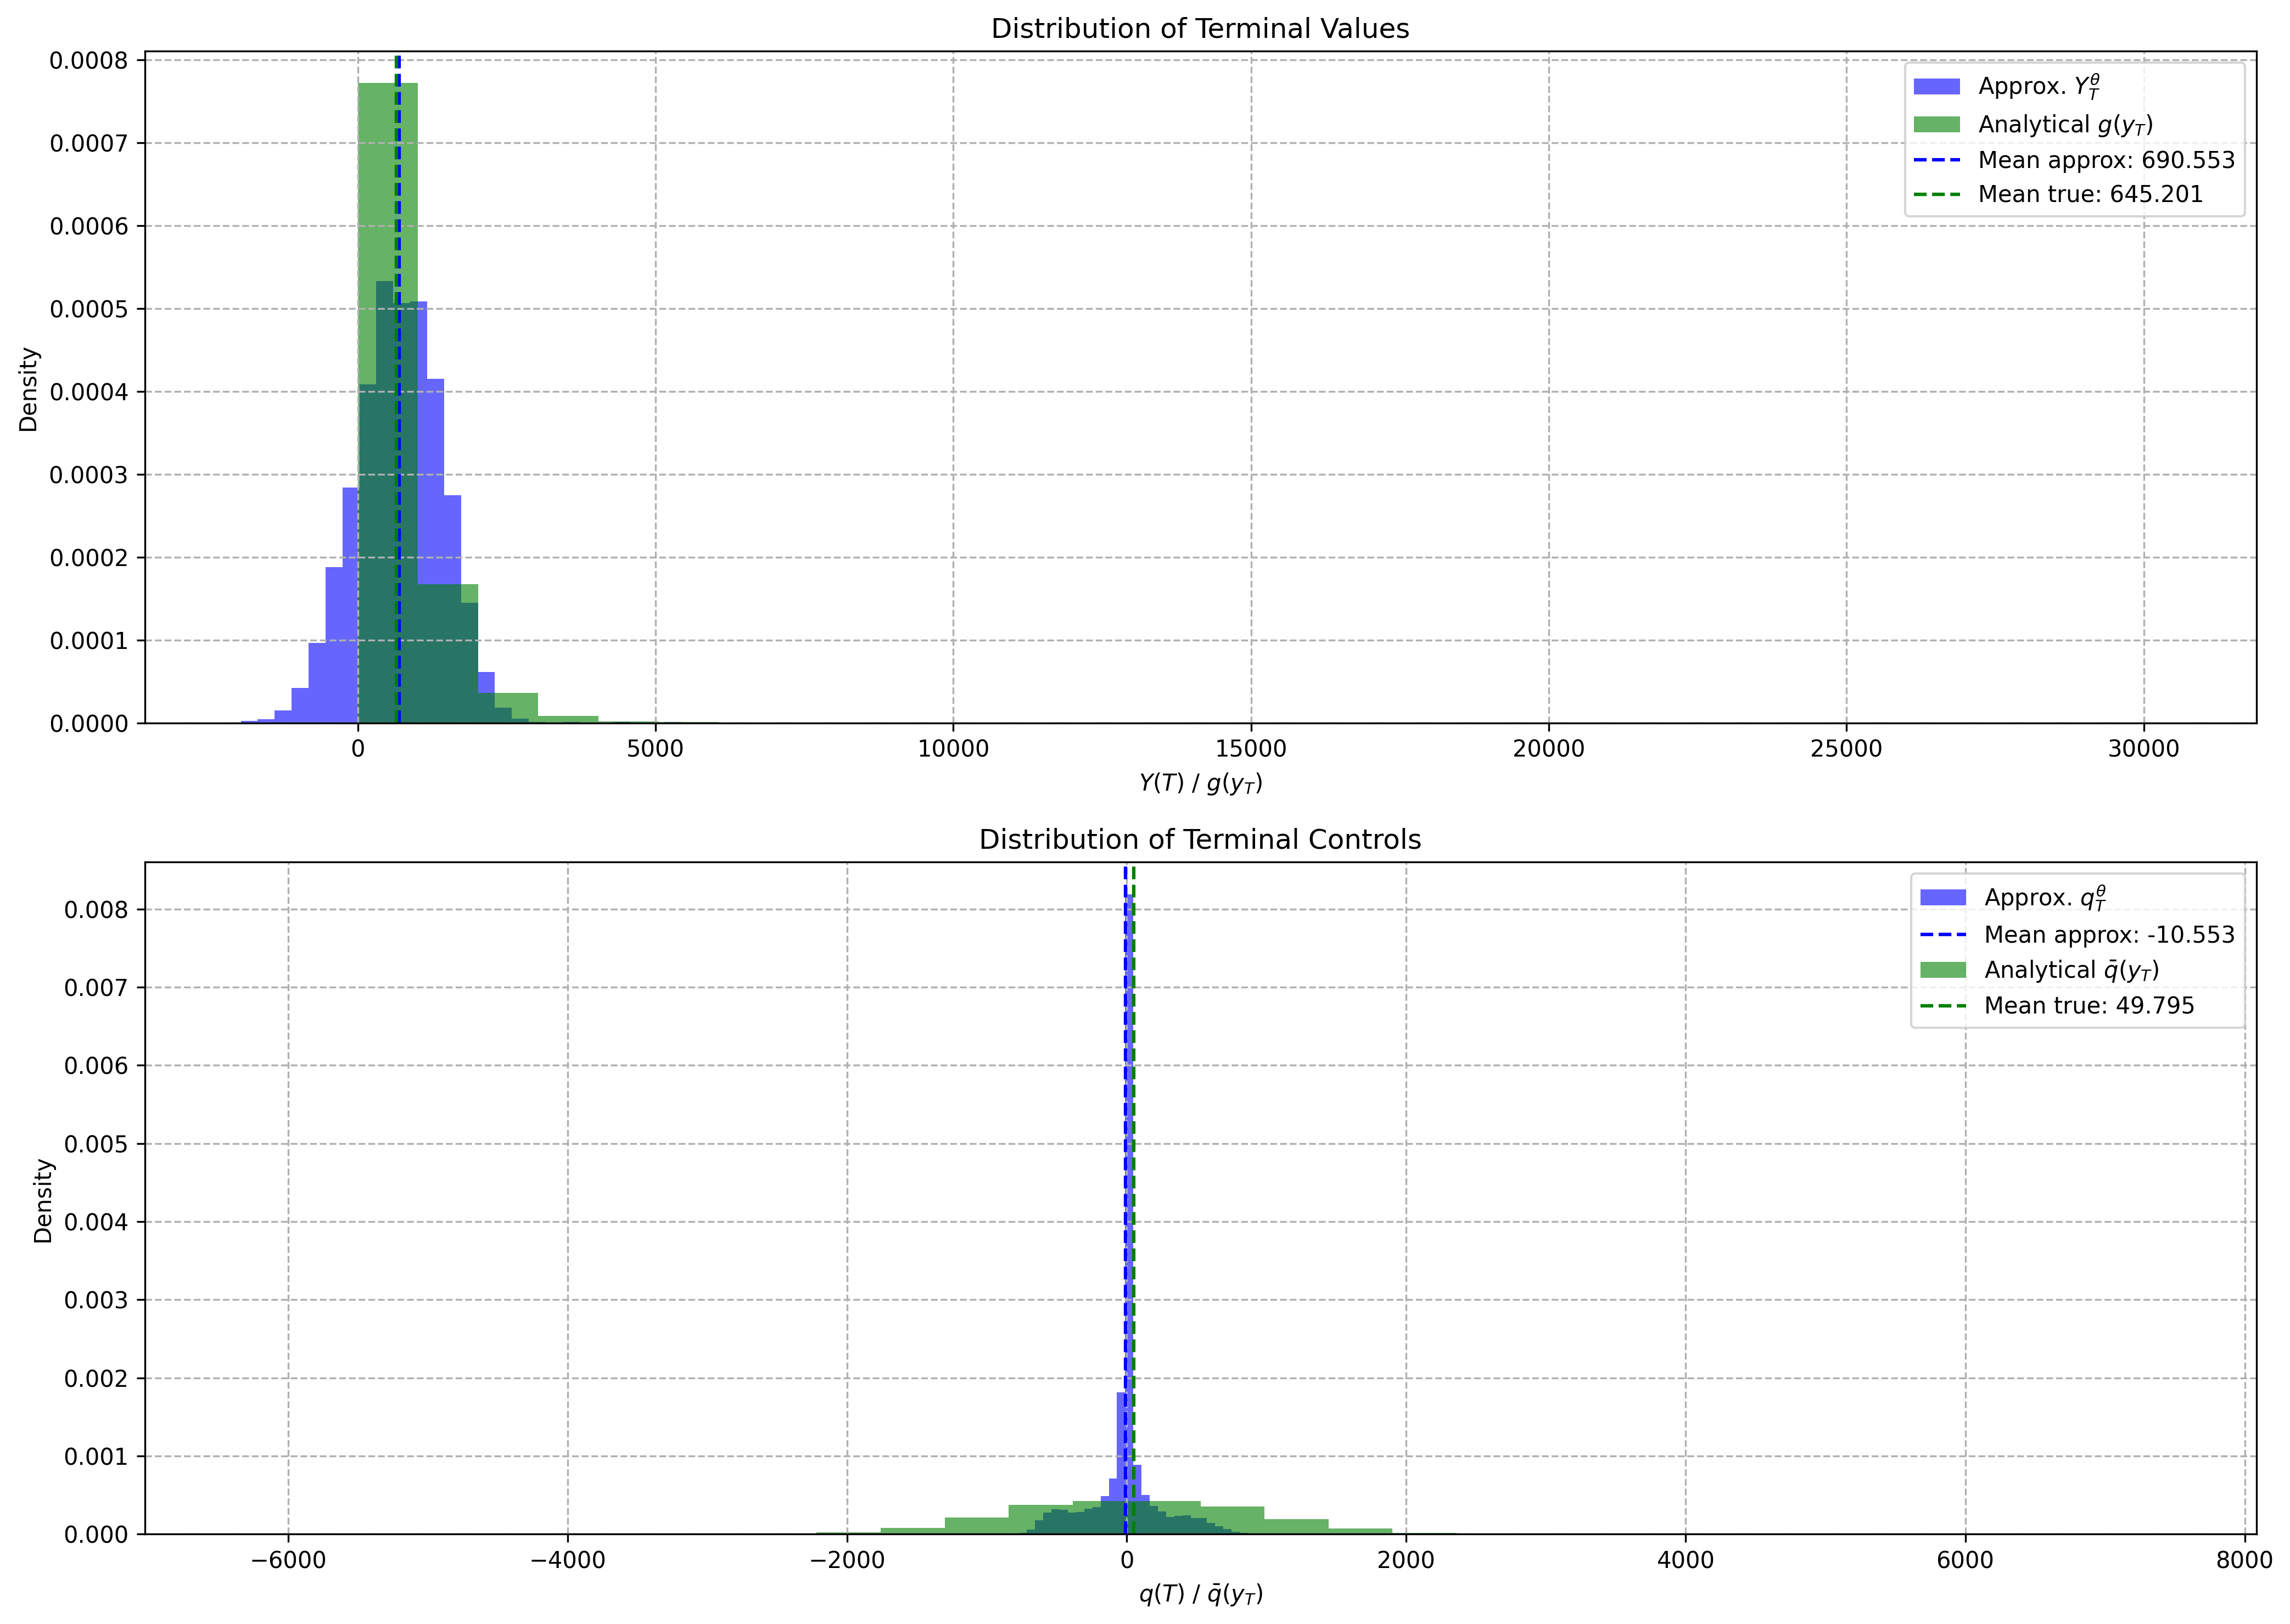 Distribution of Terminal Values
0.0008
0.0007
0.0006
0.0005
0.0004
0.0003
0.0002
0.0001
0.0000
Density
Approx. $Y_T^\theta$
Analytical $g(y_T)$
Mean approx: 690.553
Mean true: 645.201
0 5000 10000 15000 20000 25000 30000
$Y(T)$ / $g(y_T)$
Distribution of Terminal Controls
0.008
0.007
0.006
0.005
0.004
0.003
0.002
0.001
0.000
Density
Approx. $q_T^\theta$
Mean approx: -10.553
Analytical $\bar{q}(y_T)$
Mean true: 49.795
−6000 −4000 −2000 0 2000 4000 6000 8000
$q(T)$ / $\bar{q}(y_T)$